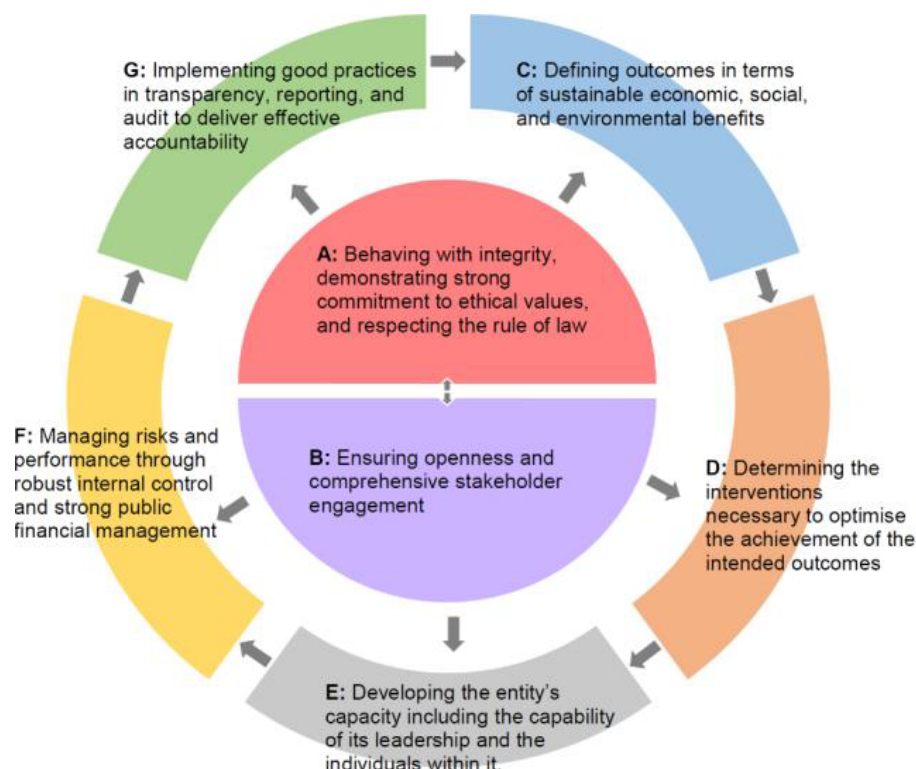 G: Implementing good practices
in transparency, reporting, and
audit to deliver effective
accountability
C: Defining outcomes in terms
of sustainable economic, social,
and environmental benefits
A: Behaving with integrity,
demonstrating strong
commitment to ethical values,
and respecting the rule of law
F: Managing risks and
performance through
robust internal control
and strong public
financial management
B: Ensuring openness and
comprehensive stakeholder
engagement
D: Determining the
interventions
necessary to optimise
the achievement of the
intended outcomes
E: Developing the entity’s
capacity including the capability
of its leadership and the
individuals within it.